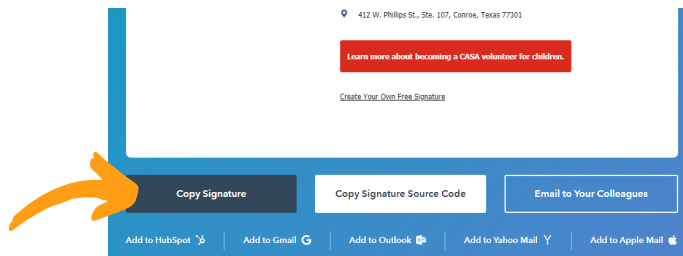 412 W. Phillips St., Ste. 107, Conroe, Texas 77301
Learn more about becoming a CASA volunteer for children.
Create Your Own Free Signature
Copy Signature
Copy Signature Source Code
Email to Your Colleagues
Add to HubSpot
Add to Gmail G
Add to Outlook
Add to Yahoo Mail Y
Add to Apple Mail